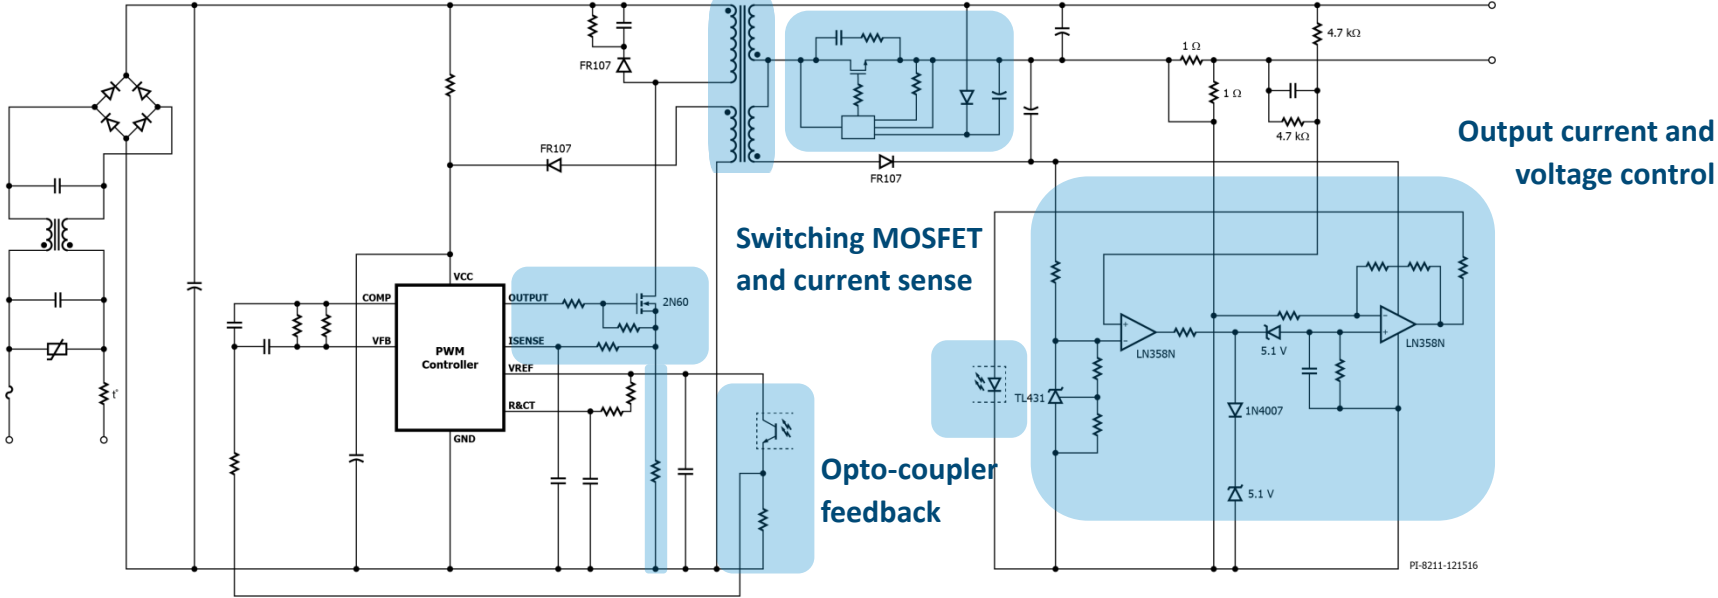 4.7 kΩ
1 Ω
FR107
1 Ω
4.7 kΩ
Output current and
voltage control
FR107
FR107
Switching MOSFET
and current sense
VCC
COMP
OUTPUT
2N60
VFB
ISENSE
PWM
Controller
VREF
R&CT
GND
t°
LN358N
5.1 V
LN358N
TL431
1N4007
5.1 V
Opto-coupler
feedback
PI-8211-121516